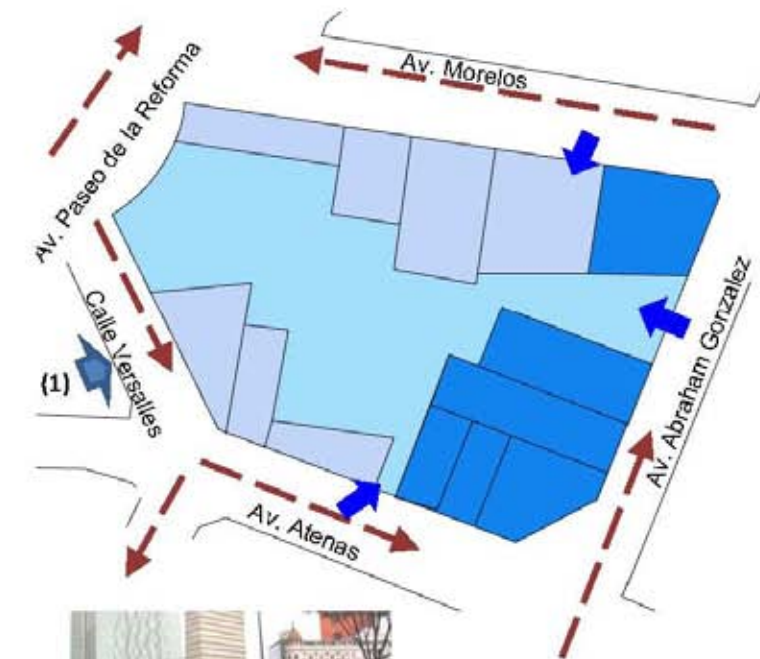 Av. Paseo de la Reforma
Av. Morelos
Calle Versalles
(1)
Av. Abraham Gonzalez
Av. Atenas